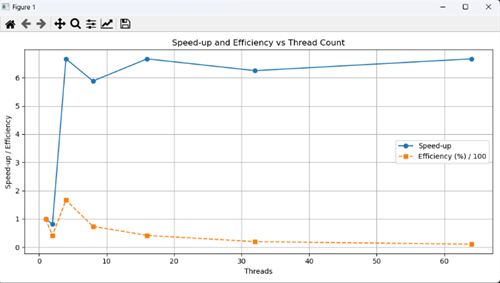 Figure 1
Speed-up and Efficiency vs Thread Count
Speed-up / Efficiency
6
5
4
3
2
1
0
Speed-up
Efficiency (%) / 100
0
10
20
30
40
50
60
Threads